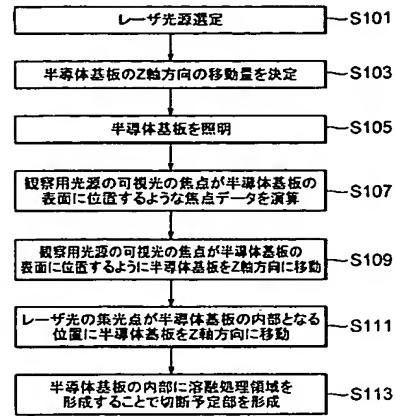 レーザ光源選定
S101
半導体基板のZ軸方向の移動量を決定
S103
半導体基板を照明
S105
観察用光源の可視光の焦点が半導体基板の
表面に位置するような焦点データを演算
S107
観察用光源の可視光の焦点が半導体基板の
表面に位置するように半導体基板をZ軸方向に移動
S109
レーザ光の集光点が半導体基板の内部となる
位置に半導体基板をZ軸方向に移動
S111
半導体基板の内部に溶融処理領域を
形成することで切断予定部を形成
S113